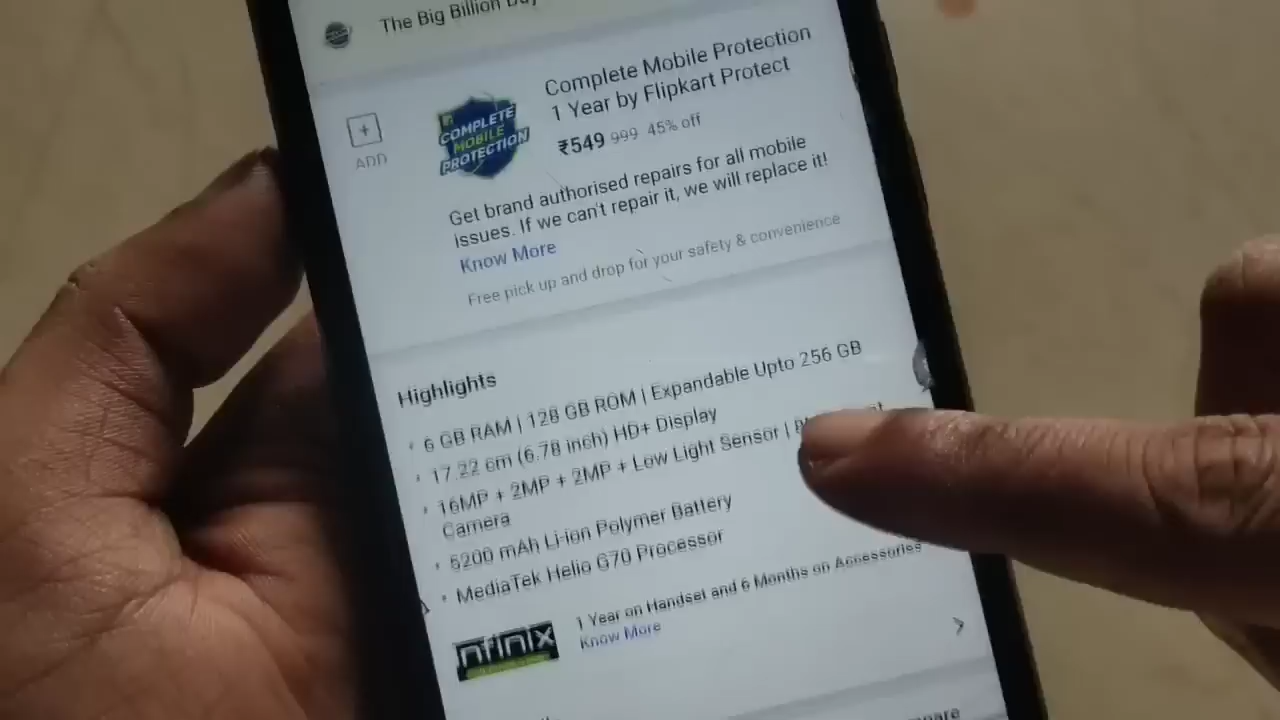 The Big Billion
Complete Mobile Protection
1 Year by Flipkart Protect
₹549 999 45% off
ADD
COMPLETE
MOBILE
PROTECTION
Get brand authorised repairs for all mobile
issues. If we can't repair it, we will replace it!
Know More
Free pick up and drop for your safety & convenience
Highlights
6 GB RAM | 128 GB ROM | Expandable Upto 256 GB
17.22 cm (6.78 inch) HD+ Display
16MP + 2MP + 2MP + Low Light Sensor |
Camera
5200 mAh Li-ion Polymer Battery
MediaTek Helio G70 Processor
1 Year on Handset and 6 Months on Accessories
Know More
Infinix